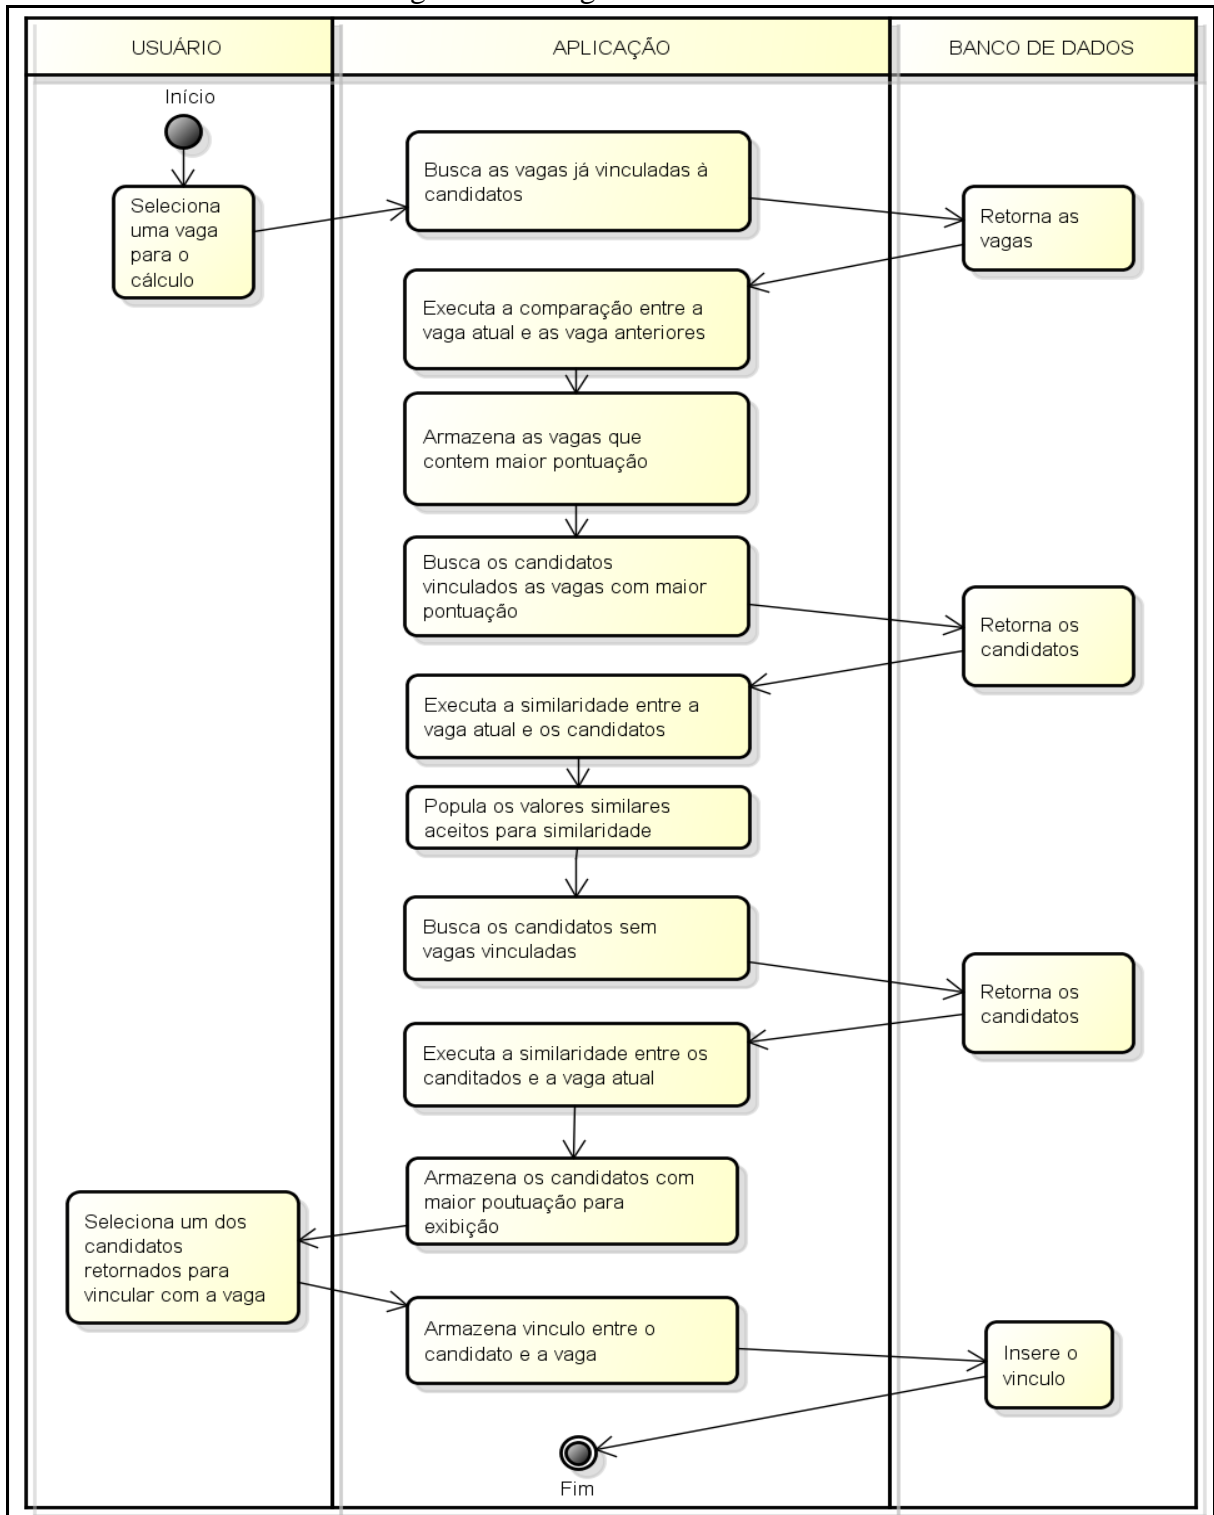 USUÁRIO
APLICAÇÃO
BANCO DE DADOS
Início
Seleciona
uma vaga
para o
cálculo
Busca as vagas já vinculadas à
candidatos
Retorna as
vagas
Executa a comparação entre a
vaga atual e as vaga anteriores
Armazena as vagas que
contem maior pontuação
Busca os candidatos
vinculados as vagas com maior
pontuação
Retorna os
candidatos
Executa a similaridade entre a
vaga atual e os candidatos
Popula os valores similares
aceitos para similaridade
Busca os candidatos sem
vagas vinculadas
Retorna os
candidatos
Executa a similaridade entre os
canditados e a vaga atual
Armazena os candidatos com
maior poutuação para
exibição
Seleciona um dos
candidatos
retornados para
vincular com a vaga
Armazena vinculo entre o
candidato e a vaga
Insere o
vinculo
Fim